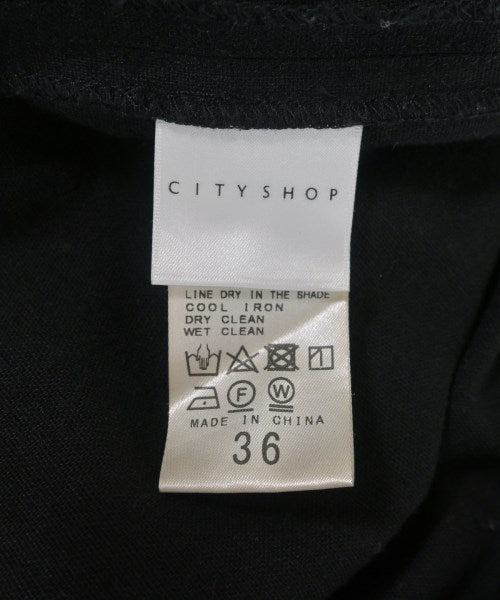 CITYSHOP
LINE DRY IN THE SHADE
COOL IRON
DRY CLEAN
WET CLEAN
F W
MADE IN CHINA
36